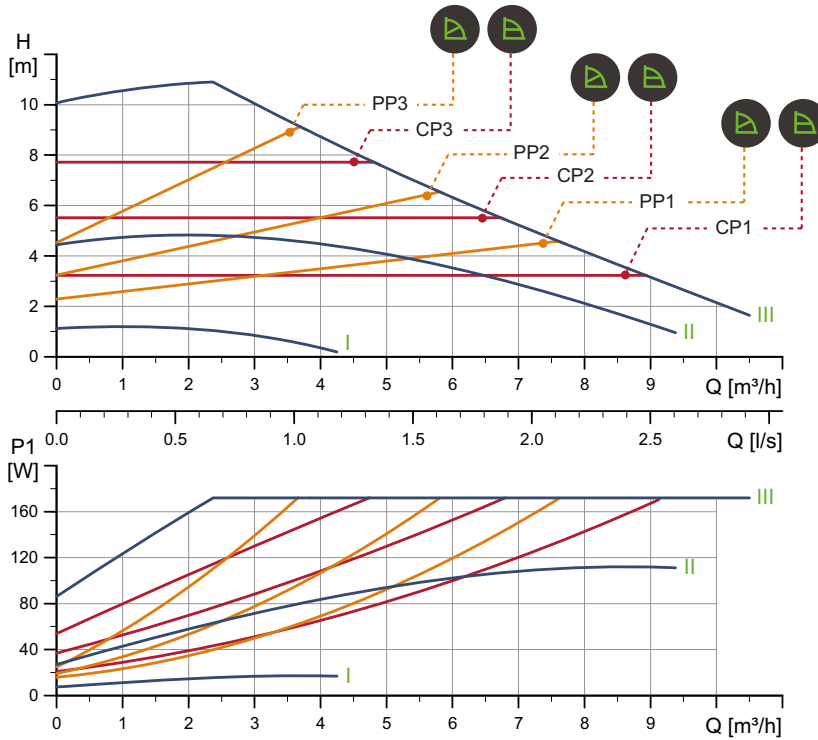 H
[m]
10
8
6
4
2
0
PP3
CP3
PP2
CP2
PP1
CP1
III
II
I
0 1 2 3 4 5 6 7 8 9 Q [m³/h]
0.0 0.5 1.0 1.5 2.0 2.5 Q [l/s]
P1
[W]
160
120
80
40
0
III
II
I
0 1 2 3 4 5 6 7 8 9 Q [m³/h]